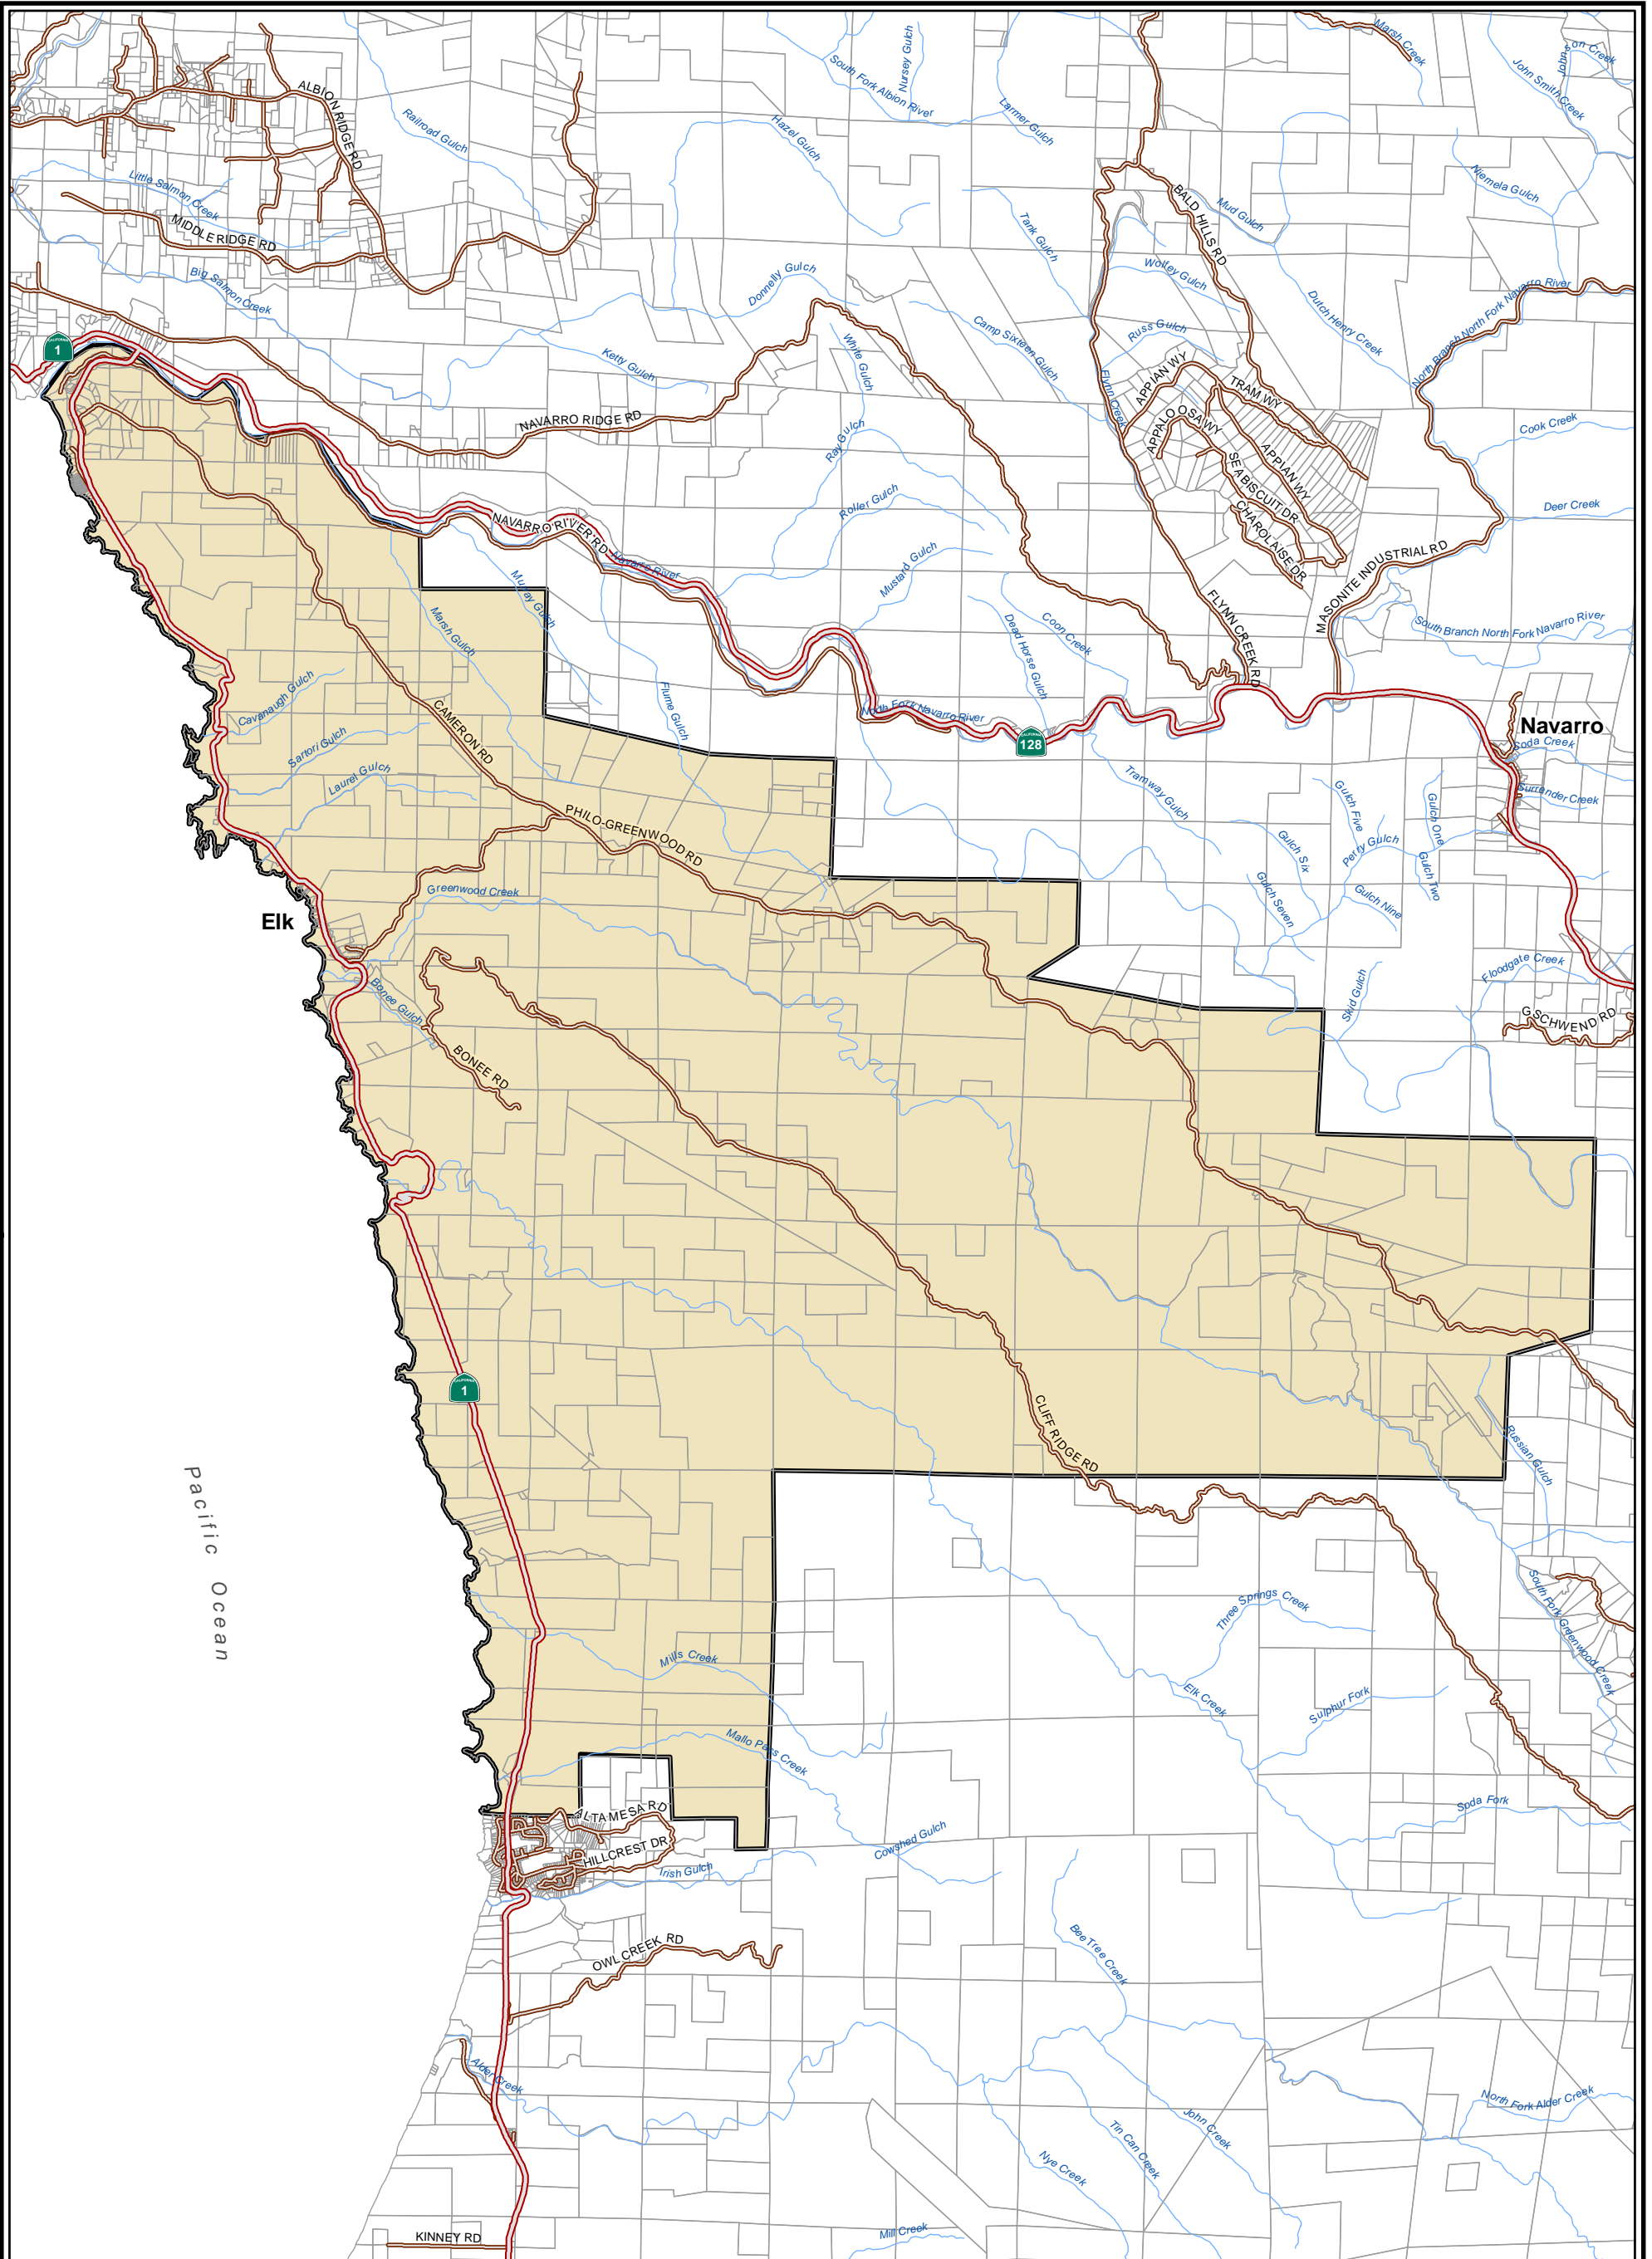 Marsh Creek
Johnson Creek
John Smith Creek
Nursey Gulch
South Fork Albion River
Larmer Gulch
ALBION RIDGE RD
Railroad Gulch
Hazel Gulch
Little Salmon Creek
Niemela Gulch
MIDDLE RIDGE RD
BALD HILLS RD
Mud Gulch
Tank Gulch
Big Salmon Creek
Donnelly Gulch
Wolfey Gulch
Dutch Henry Creek
North Branch North Fork Navarro River
CALIFORNIA
1
Ketty Gulch
White Gulch
Camp Sixteen Gulch
Russ Gulch
Flynn Creek
APPIAN WY
TRAM WY
NAVARRO RIDGE RD
APPALOOSA WY
Cook Creek
Ray Gulch
SEABISCUIT DR
APPIAN WY
Roller Gulch
CHAROLAISE DR
Deer Creek
NAVARRO RIVER RD
Navarro River
Mustard Gulch
MASONITE INDUSTRIAL RD
Murray Gulch
Marsh Gulch
Coon Creek
Dead Horse Gulch
FLYNN CREEK RD
South Branch North Fork Navarro River
Cavanaugh Gulch
Flume Gulch
North Fork Navarro River
CALIFORNIA
128
Navarro
Sartori Gulch
CAMERON RD
Soda Creek
Laurel Gulch
Tramway Gulch
Surrender Creek
Gulch Five
Gulch One
PHILO-GREENWOOD RD
Gulch Six
Perry Gulch
Gulch Two
Greenwood Creek
Gulch Seven
Gulch Nine
Elk
Floodgate Creek
Skid Gulch
Bonee Gulch
GSCHWEND RD
BONEE RD
CALIFORNIA
1
CLIFF RIDGE RD
Russian Gulch
Pacific Ocean
South Fork Greenwood Creek
Three Springs Creek
Mills Creek
Elk Creek
Sulphur Fork
Mallo Pass Creek
Soda Fork
ALTA MESA RD
HILLCREST DR
Cowshed Gulch
Irish Gulch
OWL CREEK RD
Bee Tree Creek
Alder Creek
North Fork Alder Creek
John Creek
Tin Can Creek
Nye Creek
Mill Creek
KINNEY RD